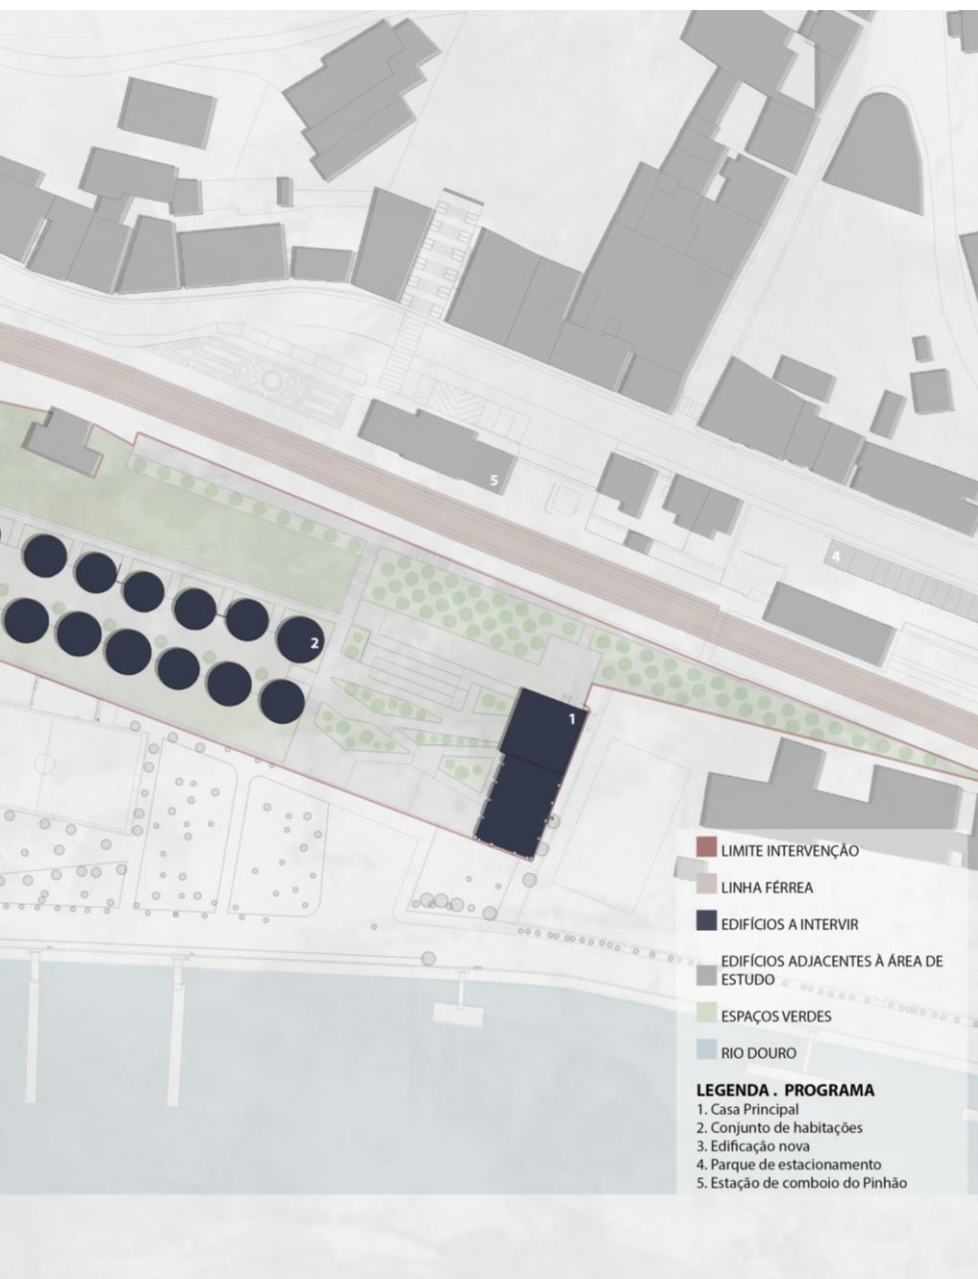 5
4
2
1
LIMITE INTERVENÇÃO
LINHA FÉRREA
EDIFÍCIOS A INTERVIR
EDIFÍCIOS ADJACENTES À ÁREA DE
ESTUDO
ESPAÇOS VERDES
RIO DOURO
LEGENDA . PROGRAMA
1. Casa Principal
2. Conjunto de habitações
3. Edificação nova
4. Parque de estacionamento
5. Estação de comboio do Pinhão